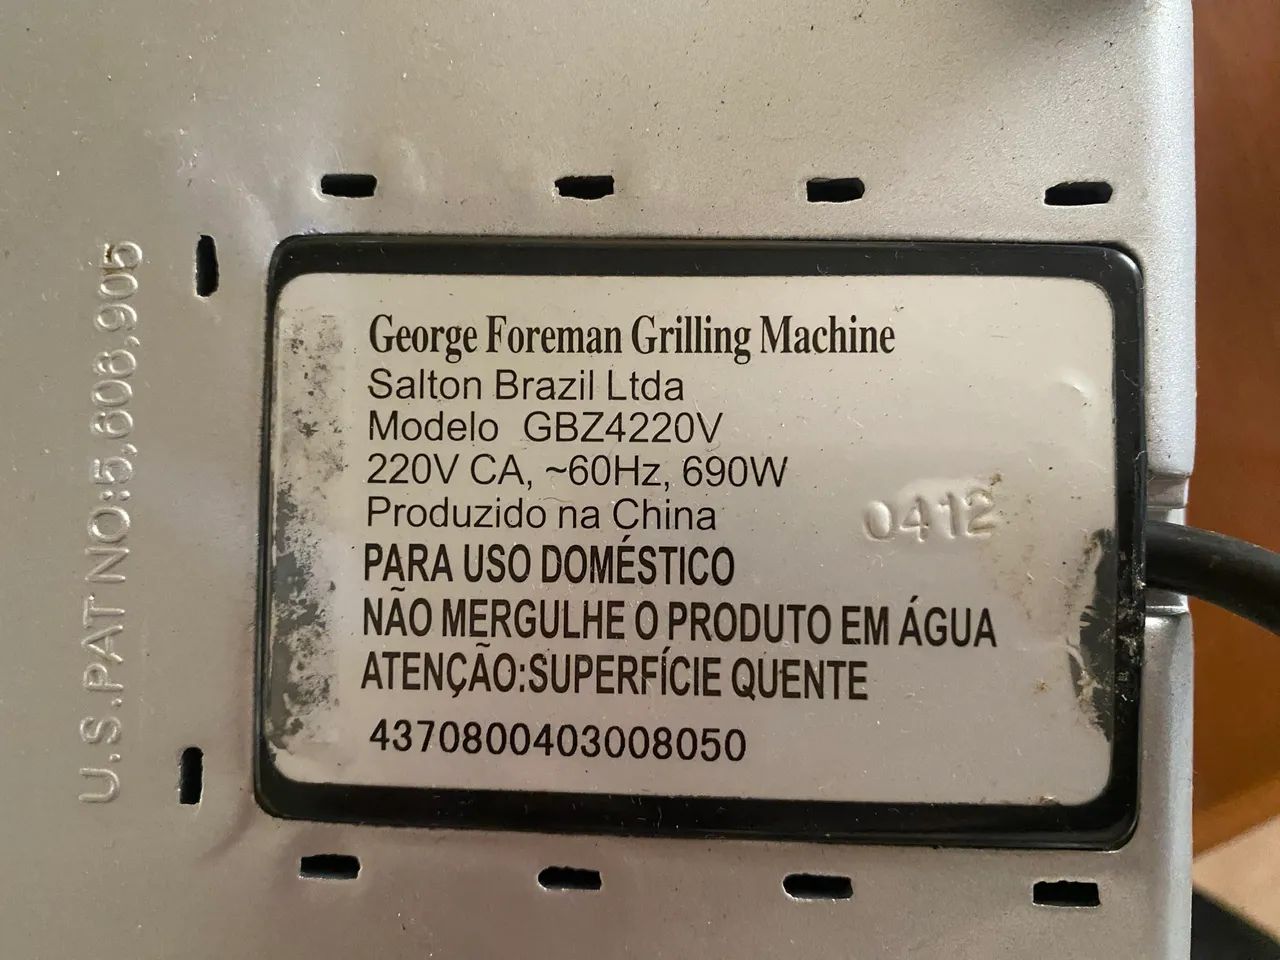 U.S.PAT NO:5,606,905
George Foreman Grilling Machine
Salton Brazil Ltda
Modelo GBZ4220V
220V CA, ~60Hz, 690W
Produzido na China
0412
PARA USO DOMÉSTICO
NÃO MERGULHE O PRODUTO EM ÁGUA
ATENÇÃO:SUPERFÍCIE QUENTE
4370800403008050